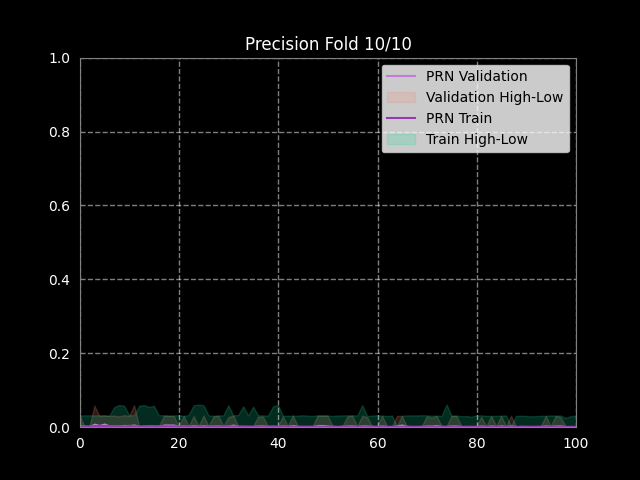 Precision Fold 10/10
PRN Validation
Validation High-Low
PRN Train
Train High-Low
1.0
0.8
0.6
0.4
0.2
0.0
0 20 40 60 80 100